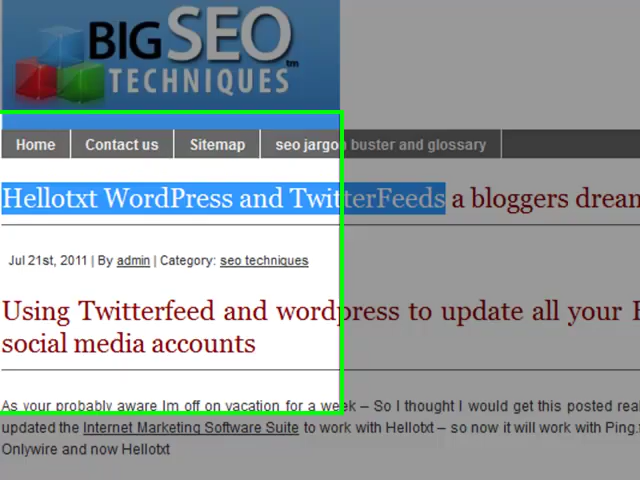 BIG SEO
TECHNIQUES™
Home Contact us Sitemap seo jargon buster and glossary
Hellotxt WordPress and TwitterFeeds a bloggers dream
Jul 21st, 2011 | By admin | Category: seo techniques
Using Twitterfeed and wordpress to update all your
social media accounts
As your probably aware Im off on vacation for a week – So I thought I would get this posted
updated the Internet Marketing Software Suite to work with Hellotxt – so now it will work with Ping.
Onlywire and now Hellotxt